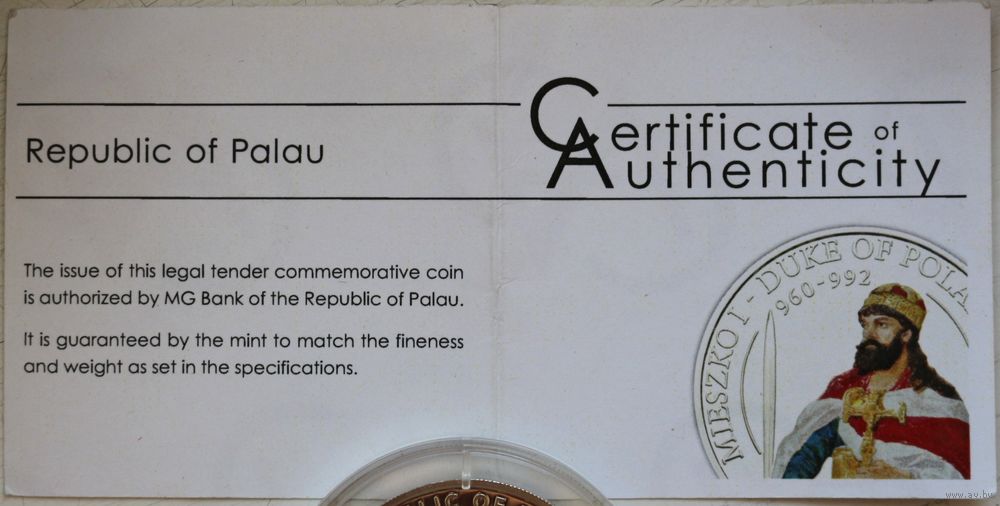 Republic of Palau
The issue of this legal tender commemorative coin
is authorized by MG Bank of the Republic of Palau.
It is guaranteed by the mint to match the fineness
and weight as set in the specifications.
Certificate of
Authenticity
MIESZKO I - DUKE OF POLA
960-992
LIC OF
www.ay.by